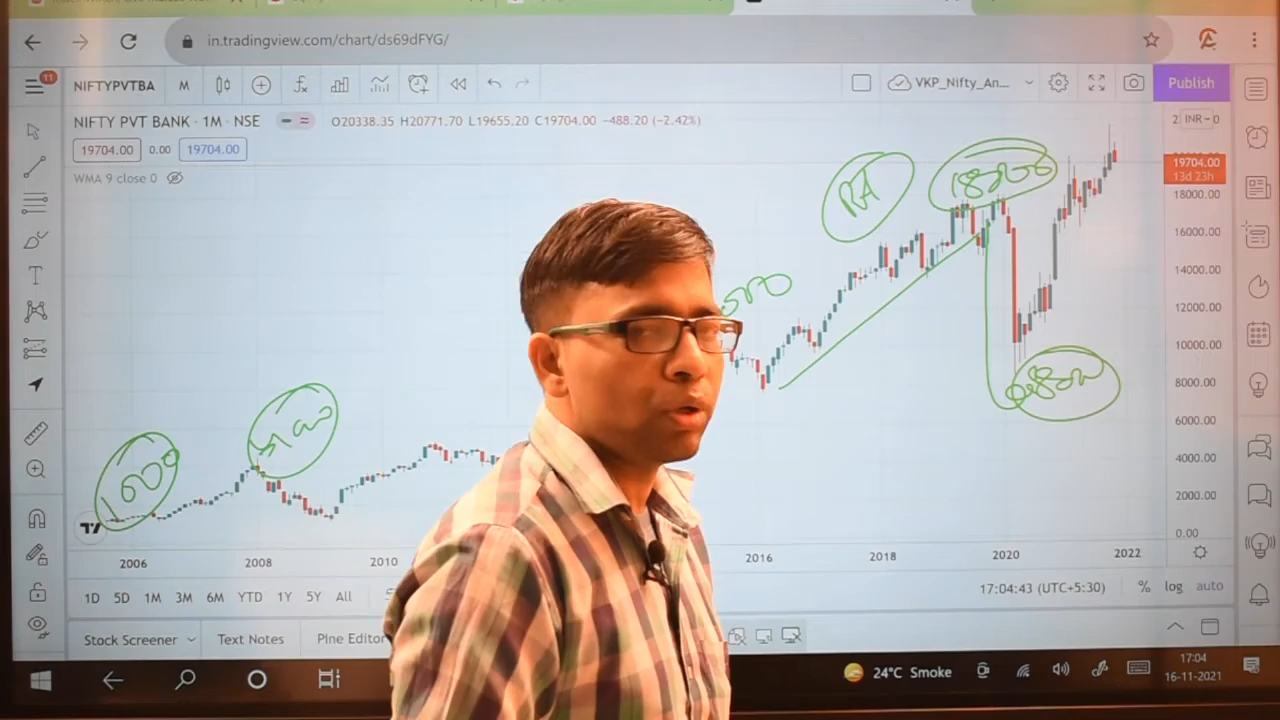 in.tradingview.com/chart/ds69dFYG/
11
NIFTYPVTBA M
VKP_Nifty_An...
Publish
NIFTY PVT BANK · 1M · NSE O20338.35 H20771.70 L19655.20 C19704.00 −488.20 (−2.42%)
19704.00 0.00 19704.00
WMA 9 close 0
INR
19704.00
13d 23h
18000.00
16000.00
14000.00
12000.00
10000.00
8000.00
6000.00
4000.00
2000.00
0.00
1000
2006 2008 2010 2016 2018 2020 2022
1D 5D 1M 3M 6M YTD 1Y 5Y All
17:04:43 (UTC+5:30) % log auto
Stock Screener Text Notes Pine Editor
24°C Smoke
17:04
16-11-2021